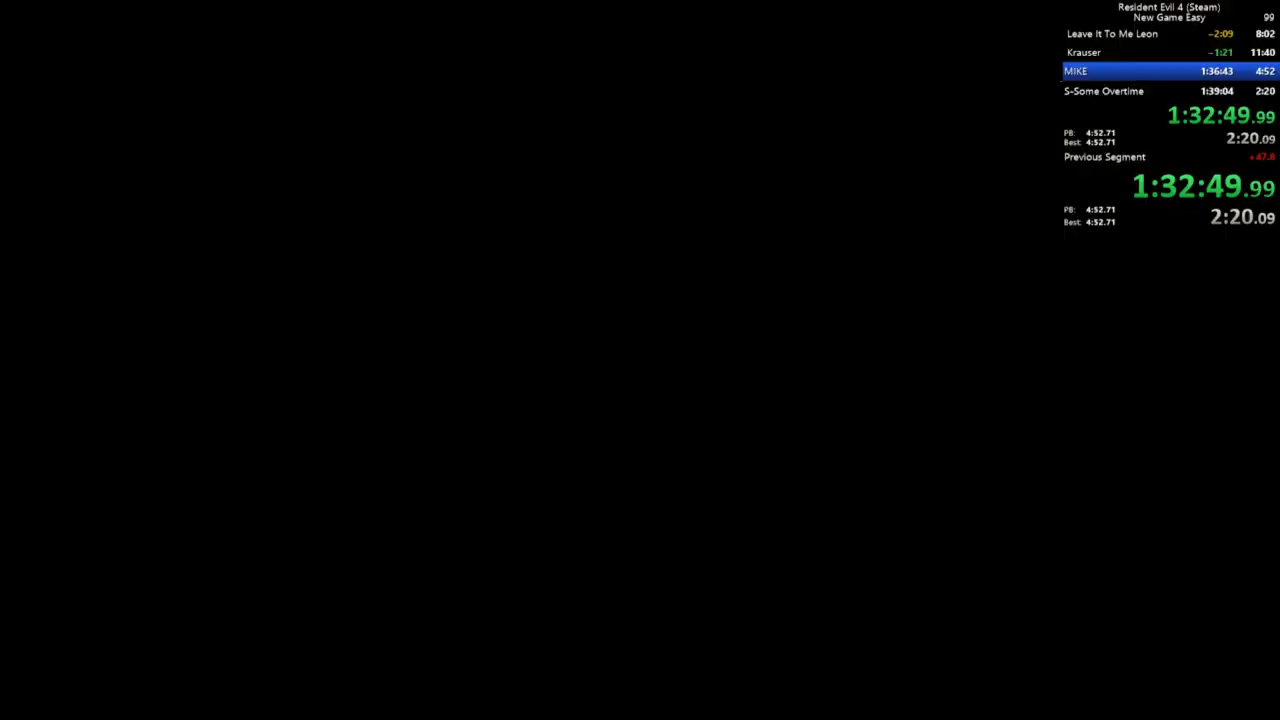 Resident Evil 4 (Steam)
New Game Easy 99
Leave It To Me Leon -2:09 8:02
Krauser -1:21 11:40
MIKE 1:36:43 4:52
S-Some Overtime 1:39:04 2:20
1:32:49.99
PB: 4:52.71
2:20.09
Best: 4:52.71
Previous Segment +47.6
1:32:49.99
PB: 4:52.71
2:20.09
Best: 4:52.71